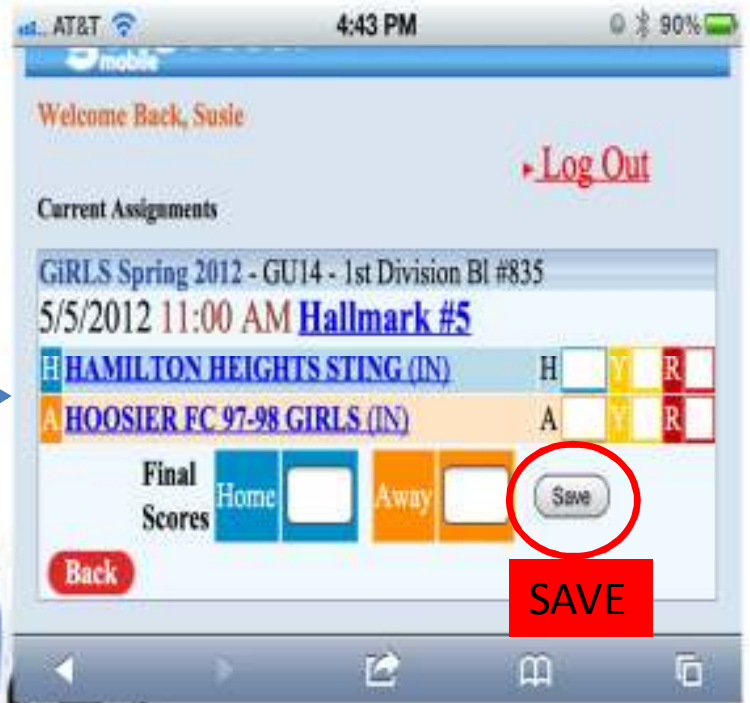 AT&T 4:43 PM 90%
mobile
Welcome Back, Susie
Log Out
Current Assignments
GiRLS Spring 2012 - GU14 - 1st Division Bl #835
5/5/2012 11:00 AM Hallmark #5
H HAMILTON HEIGHTS STING (IN) H Y R
A HOOSIER FC 97-98 GIRLS (IN) A Y R
Final Scores Home Away Save
Back
SAVE